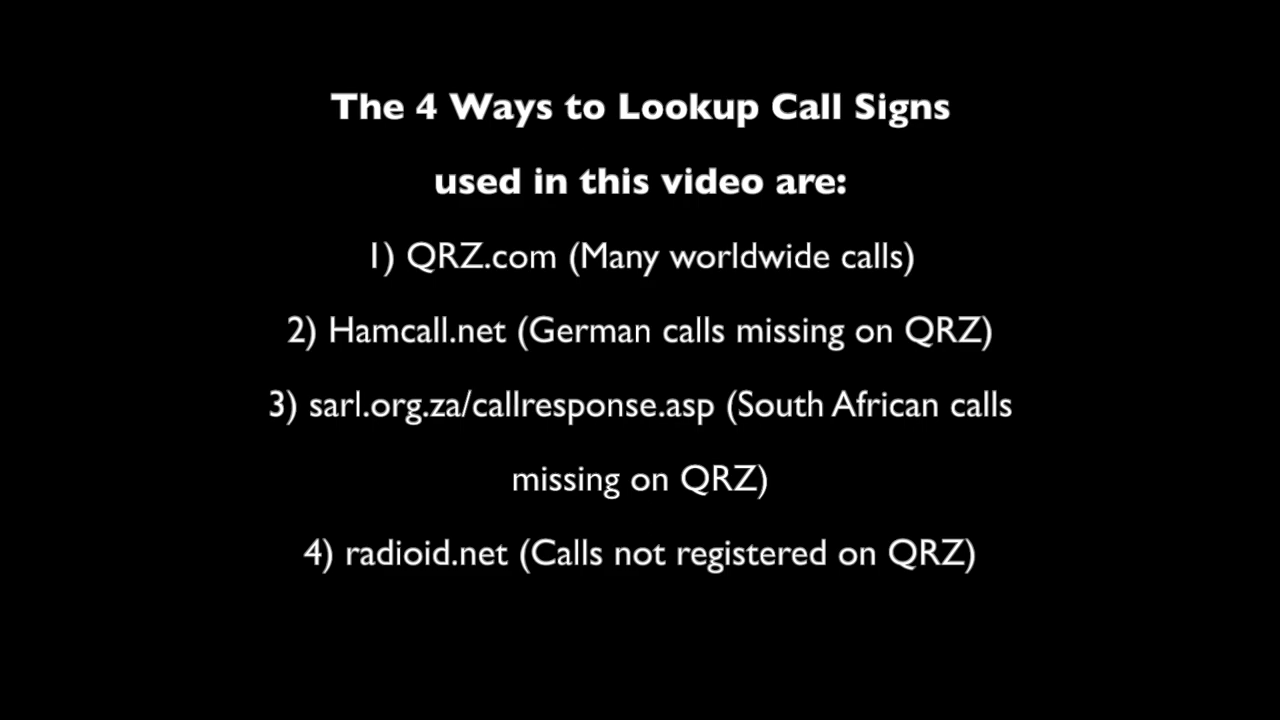 The 4 Ways to Lookup Call Signs
used in this video are:
1) QRZ.com (Many worldwide calls)
2) Hamcall.net (German calls missing on QRZ)
3) sarl.org.za/callresponse.asp (South African calls
missing on QRZ)
4) radioid.net (Calls not registered on QRZ)